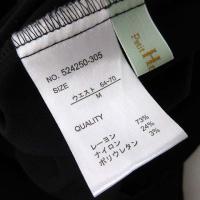 Petit H
NO. 524250-305
SIZE
ウエスト 64-70
M
QUALITY
73%
レーヨン 24%
ナイロン 3%
ポリウレタン